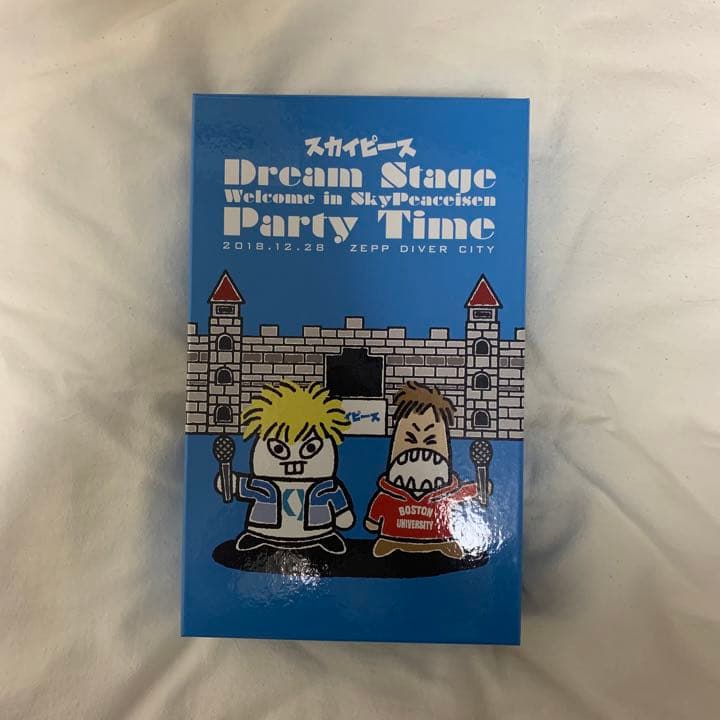 スカイピース
Dream Stage
Welcome in SkyPeaceisen
Party Time
2018.12.28 ZEPP DIVER CITY
イピース
BOSTON
UNIVERSITY